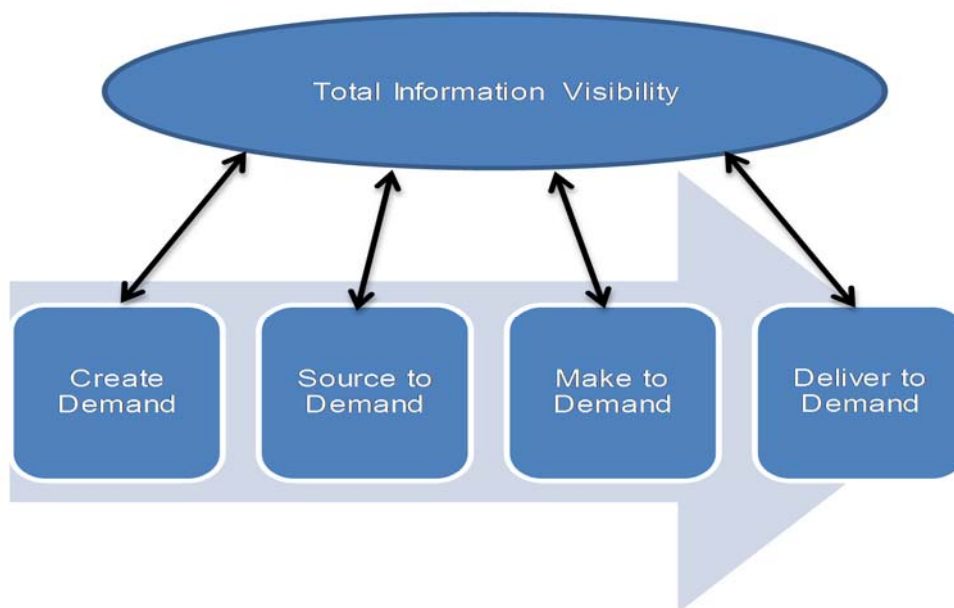 Total Information Visibility
Create
Demand
Source to
Demand
Make to
Demand
Deliver to
Demand